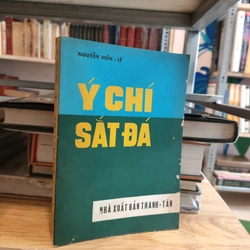 NGUYỄN HIẾN - LÊ
Ý CHÍ
SẮT ĐÁ
NHÀ XUẤT BẢN THANH - TÂN